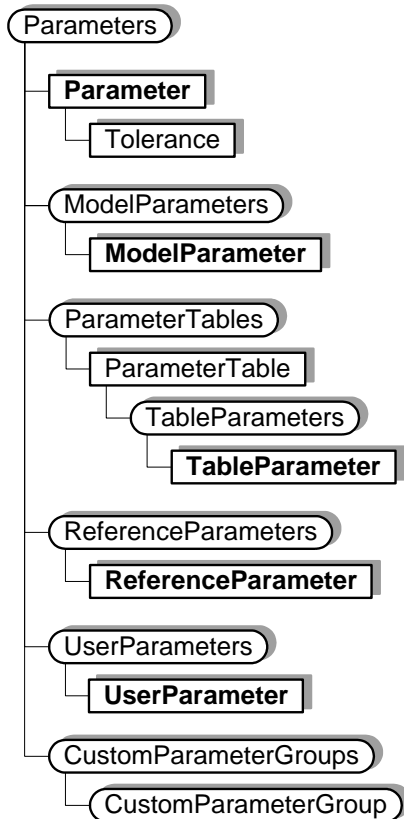 Parameters
Parameter
Tolerance
ModelParameters
ModelParameter
ParameterTables
ParameterTable
TableParameters
TableParameter
ReferenceParameters
ReferenceParameter
UserParameters
UserParameter
CustomParameterGroups
CustomParameterGroup